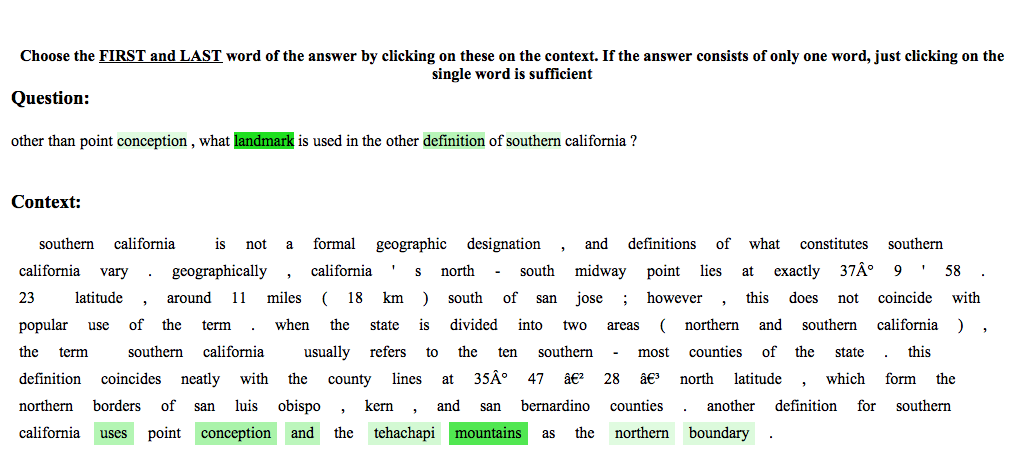 Choose the FIRST and LAST word of the answer by clicking on these on the context. If the answer consists of only one word, just clicking on the
single word is sufficient
Question:
other than point conception , what landmark is used in the other definition of southern california ?
Context:
southern california is not a formal geographic designation , and definitions of what constitutes southern
california vary . geographically , california ' s north - south midway point lies at exactly 37Â° 9 ' 58 .
23 latitude , around 11 miles ( 18 km ) south of san jose ; however , this does not coincide with
popular use of the term . when the state is divided into two areas ( northern and southern california ) ,
the term southern california usually refers to the ten southern - most counties of the state . this
definition coincides neatly with the county lines at 35Â° 47 â€² 28 â€³ north latitude , which form the
northern borders of san luis obispo , kern , and san bernardino counties . another definition for southern
california uses point conception and the tehachapi mountains as the northern boundary .